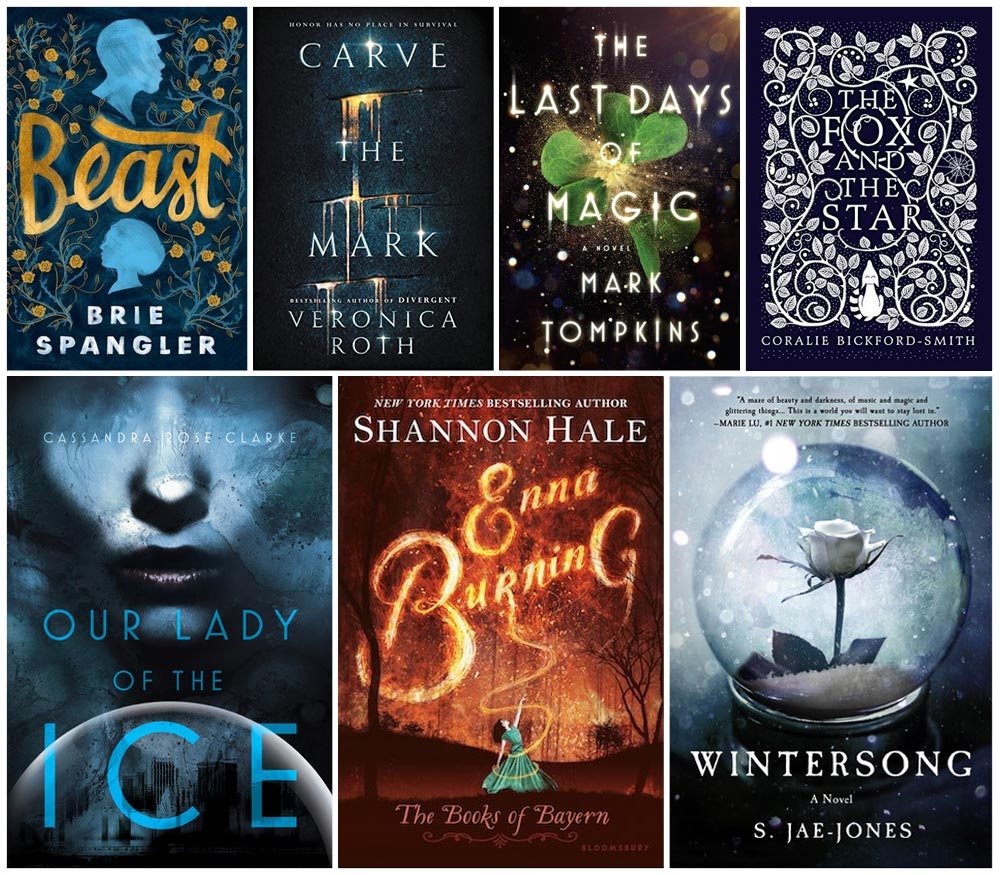 Beast
BRIE
SPANGLER
HONOR HAS NO PLACE IN SURVIVAL
CARVE
THE
MARK
BESTSELLING AUTHOR OF DIVERGENT
VERONICA
ROTH
THE
LAST DAYS
OF
MAGIC
A NOVEL
MARK
TOMPKINS
THE
FOX
AND
THE
STAR
CORALIE BICKFORD-SMITH
CASSANDRA ROSE CLARKE
OUR LADY
OF THE
ICE
NEW YORK TIMES BESTSELLING AUTHOR
SHANNON HALE
Enna
Burning
The Books of Bayern
BLOOMSBURY
"A maze of beauty and darkness, of music and magic and
glittering things... This is a world you will want to stay lost in."
–MARIE LU, #1 NEW YORK TIMES BESTSELLING AUTHOR
WINTERSONG
A Novel
S. JAE-JONES